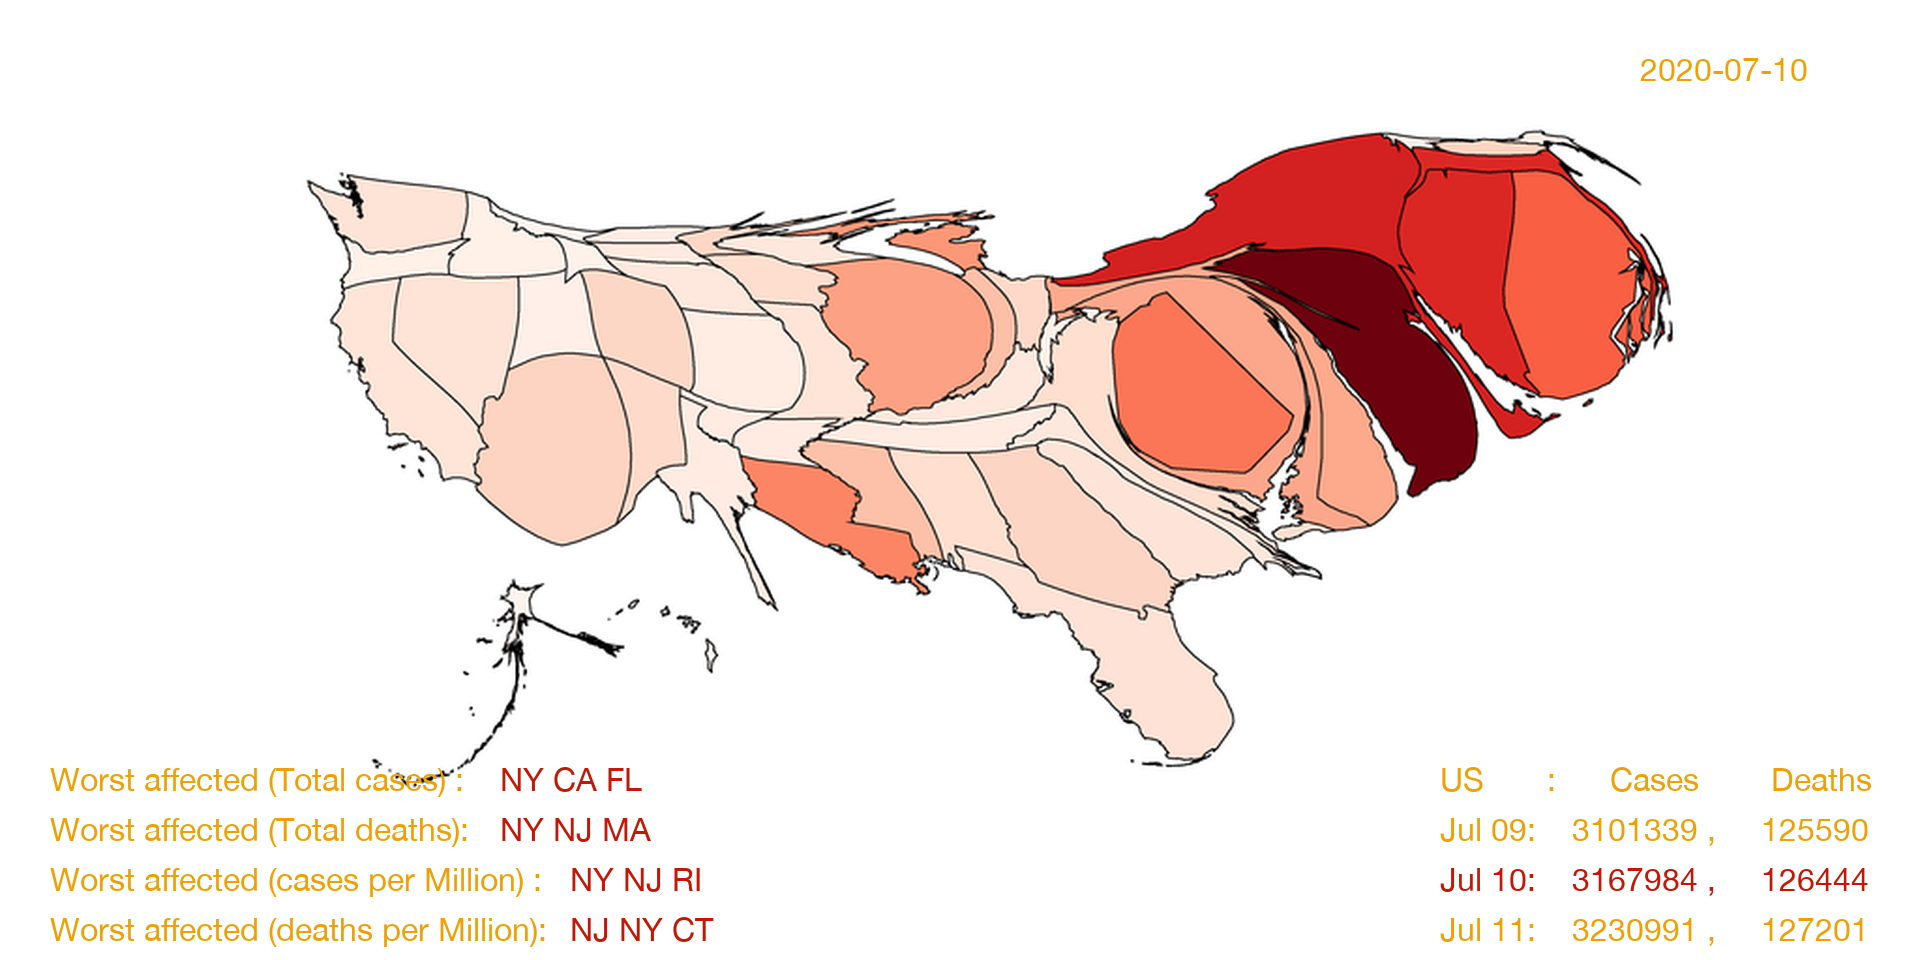 2020-07-10
Worst affected (Total cases) : NY CA FL
Worst affected (Total deaths): NY NJ MA
Worst affected (cases per Million) : NY NJ RI
Worst affected (deaths per Million): NJ NY CT
US : Cases Deaths
Jul 09: 3101339 , 125590
Jul 10: 3167984 , 126444
Jul 11: 3230991 , 127201